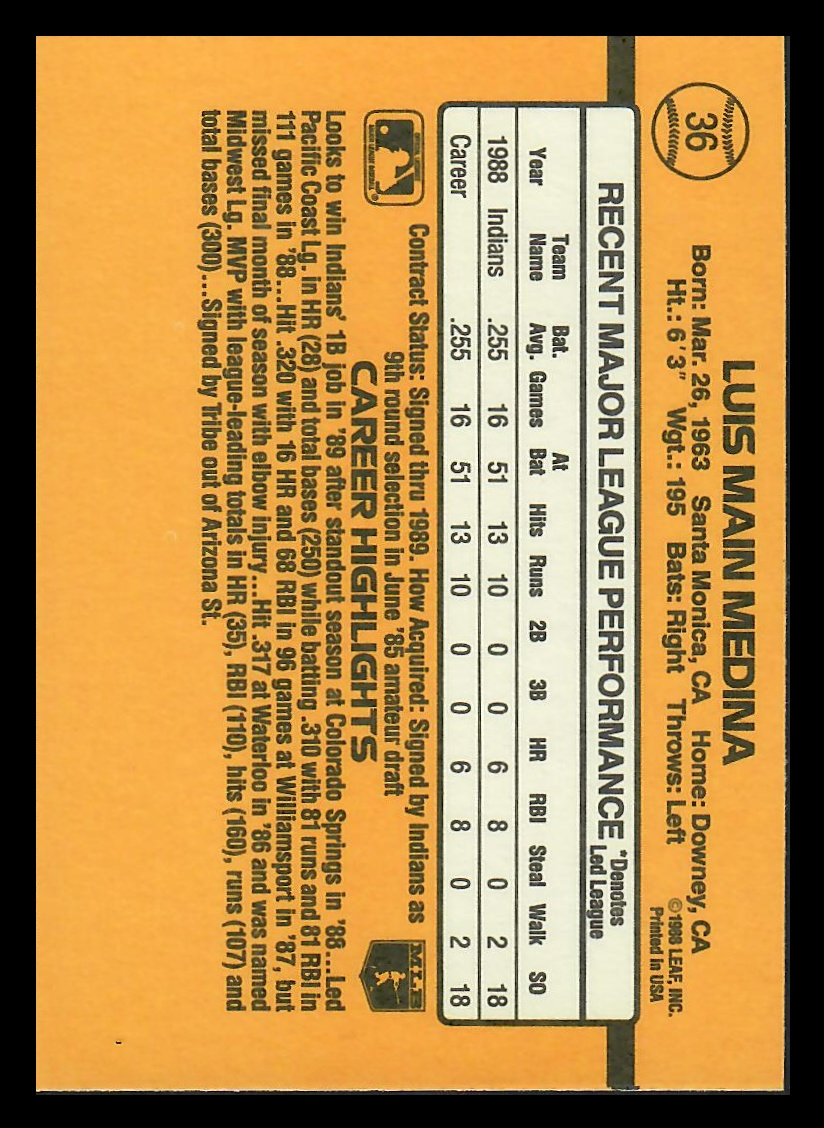 36
LUIS MAIN MEDINA
Born: Mar. 26, 1963 Santa Monica, CA Home: Downey, CA
Ht.: 6'3" Wgt.: 195 Bats: Right Throws: Left
©1988 LEAF, INC.
Printed in USA
RECENT MAJOR LEAGUE PERFORMANCE *Denotes Led League
Year Team Name Bat. Avg. Games At Bat Hits Runs 2B 3B HR RBI Steal Walk SO
1988 Indians .255 16 51 13 10 0 0 6 8 0 2 18
Career .255 16 51 13 10 0 0 6 8 0 2 18
Contract Status: Signed thru 1989. How Acquired: Signed by Indians as
9th round selection in June '85 amateur draft
MLB
CAREER HIGHLIGHTS
Looks to win Indians' 1B job in '89 after standout season at Colorado Springs in '88...Led
Pacific Coast Lg. in HR (28) and total bases (250) while batting .310 with 81 runs and 81 RBI in
111 games in '88...Hit .320 with 16 HR and 68 RBI in 96 games at Williamsport in '87, but
missed final month of season with elbow injury...Hit .317 at Waterloo in '86 and was named
Midwest Lg. MVP with league-leading totals in HR (35), RBI (110), hits (160), runs (107) and
total bases (300)...Signed by Tribe out of Arizona St.